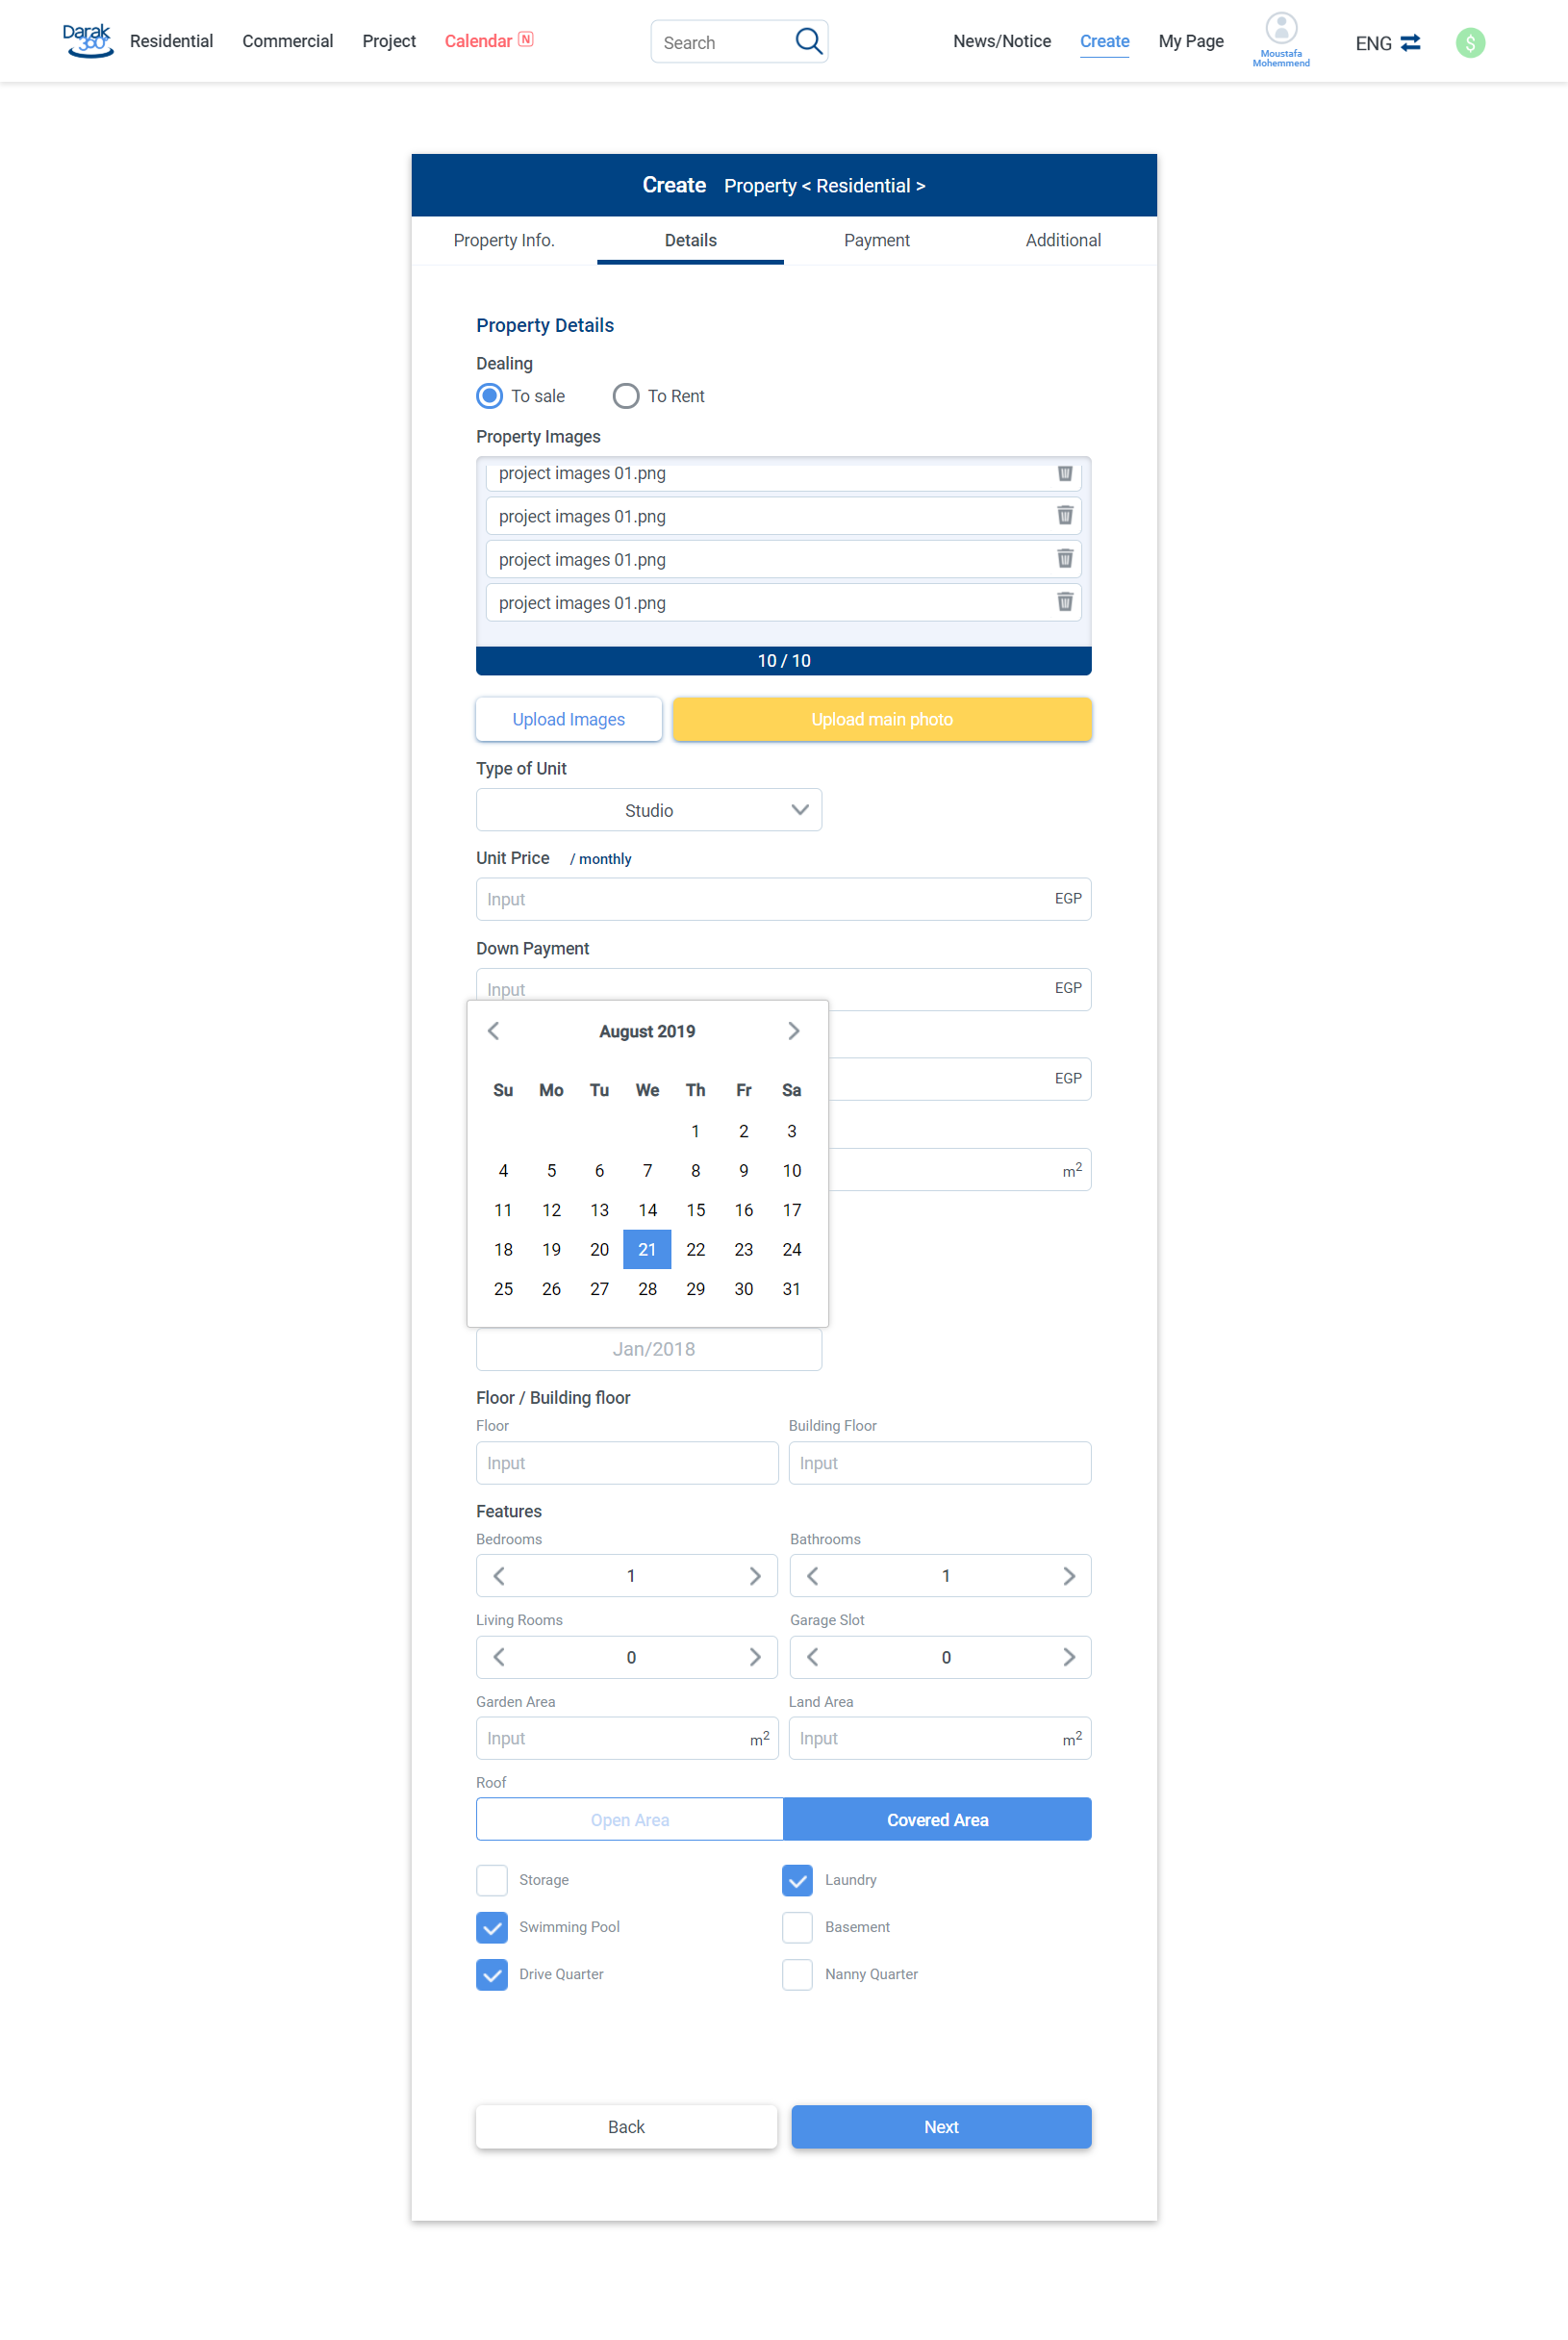 Darak 360°
Residential Commercial Project Calendar N
Search
News/Notice Create My Page
Moustafa
Mohemmend
ENG
$
Create Property < Residential >
Property Info. Details Payment Additional
Property Details
Dealing
To sale To Rent
Property Images
project images 01.png
project images 01.png
project images 01.png
project images 01.png
10 / 10
Upload Images Upload main photo
Type of Unit
Studio
Unit Price / monthly
Input EGP
Down Payment
Input EGP
EGP
m2
August 2019
Su Mo Tu We Th Fr Sa
1 2 3
4 5 6 7 8 9 10
11 12 13 14 15 16 17
18 19 20 21 22 23 24
25 26 27 28 29 30 31
Jan/2018
Floor / Building floor
Floor Building Floor
Input Input
Features
Bedrooms Bathrooms
1 1
Living Rooms Garage Slot
0 0
Garden Area Land Area
Input m2 Input m2
Roof
Open Area Covered Area
Storage Laundry
Swimming Pool Basement
Drive Quarter Nanny Quarter
Back Next